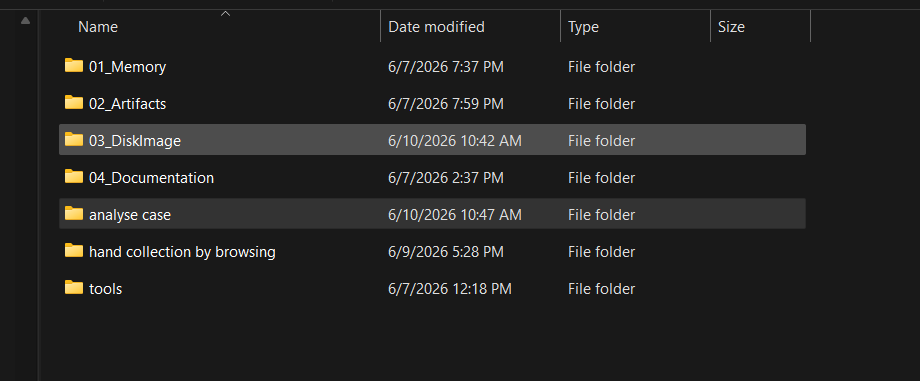 Name Date modified Type Size
01_Memory 6/7/2026 7:37 PM File folder
02_Artifacts 6/7/2026 7:59 PM File folder
03_DiskImage 6/10/2026 10:42 AM File folder
04_Documentation 6/7/2026 2:37 PM File folder
analyse case 6/10/2026 10:47 AM File folder
hand collection by browsing 6/9/2026 5:28 PM File folder
tools 6/7/2026 12:18 PM File folder